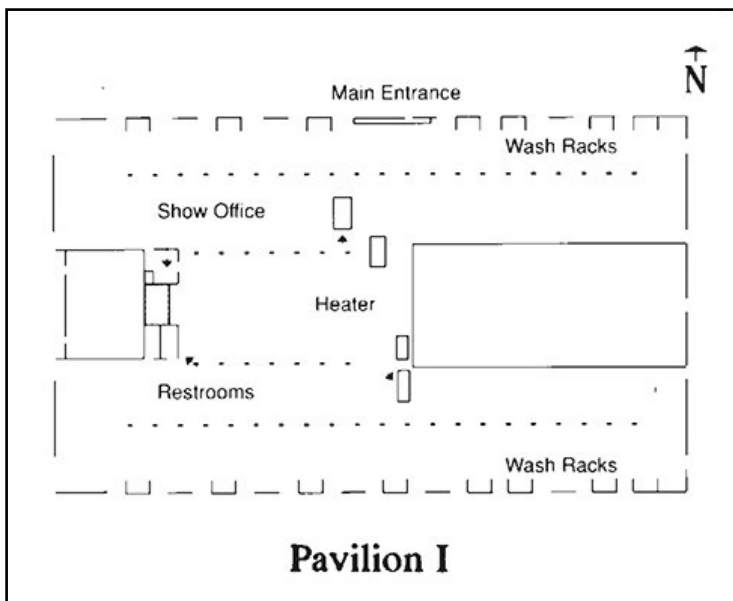 N
Main Entrance
Wash Racks
Show Office
Heater
Restrooms
Wash Racks
Pavilion I